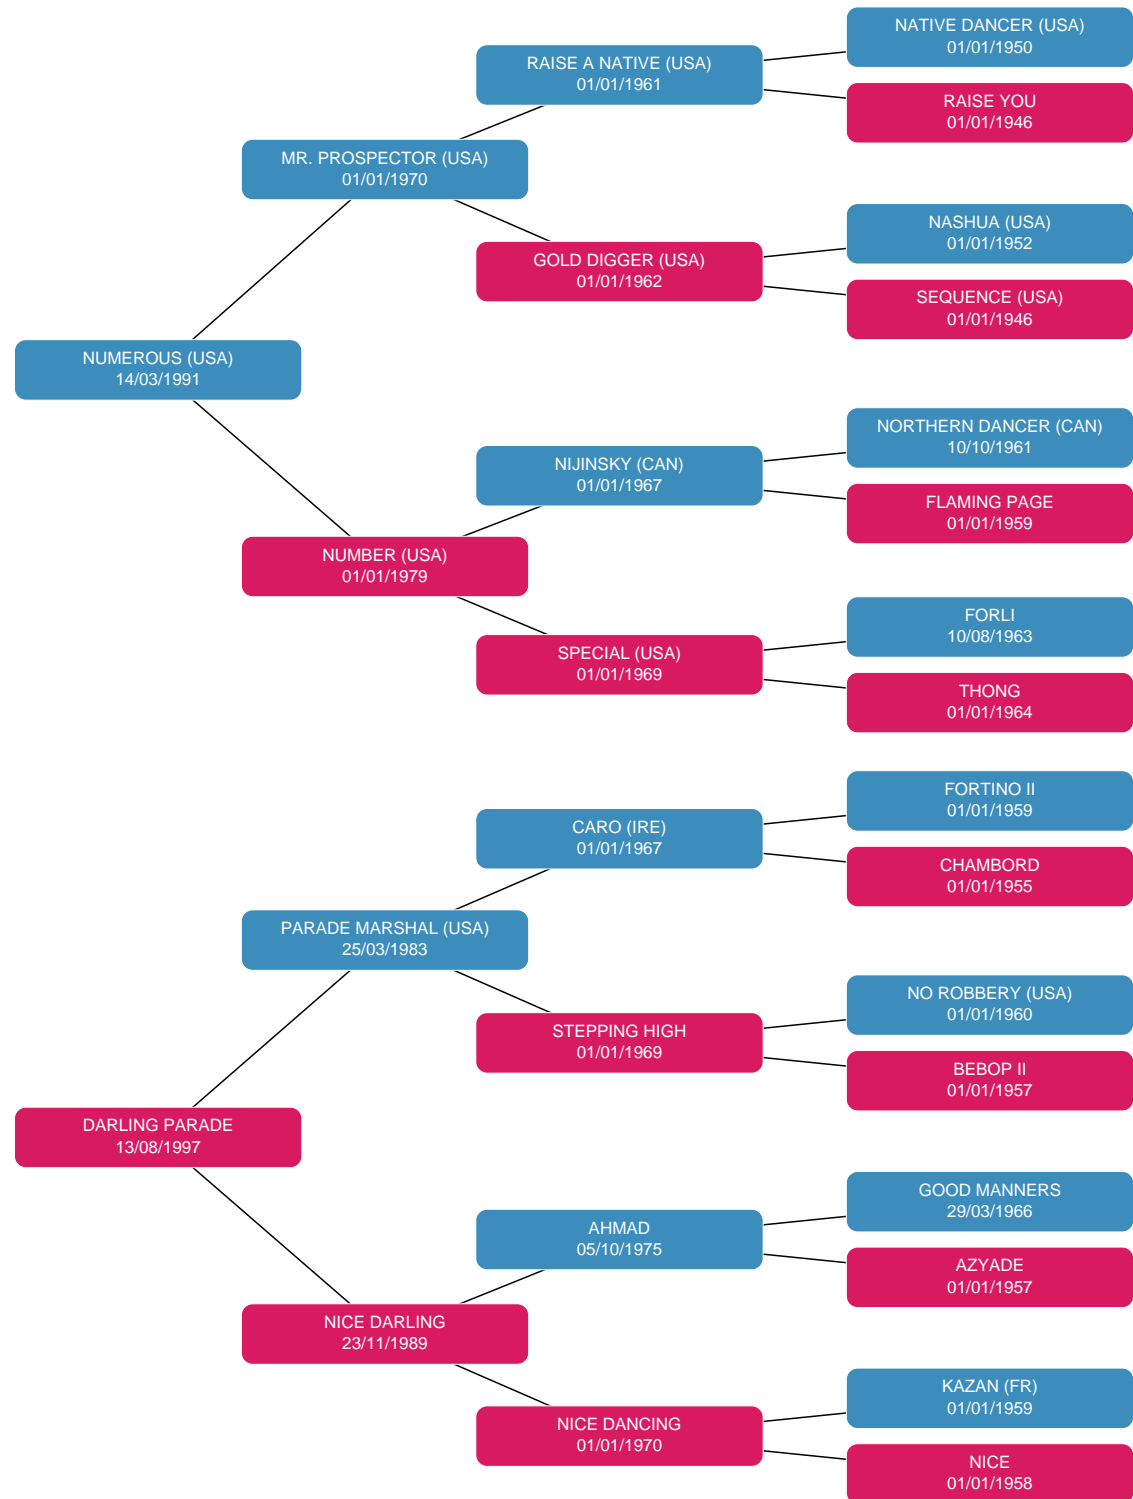 NATIVE DANCER (USA)
01/01/1950
RAISE A NATIVE (USA)
01/01/1961
RAISE YOU
01/01/1946
MR. PROSPECTOR (USA)
01/01/1970
NASHUA (USA)
01/01/1952
GOLD DIGGER (USA)
01/01/1962
SEQUENCE (USA)
01/01/1946
NUMEROUS (USA)
14/03/1991
NORTHERN DANCER (CAN)
10/10/1961
NIJINSKY (CAN)
01/01/1967
FLAMING PAGE
01/01/1959
NUMBER (USA)
01/01/1979
FORLI
10/08/1963
SPECIAL (USA)
01/01/1969
THONG
01/01/1964
FORTINO II
01/01/1959
CARO (IRE)
01/01/1967
CHAMBORD
01/01/1955
PARADE MARSHAL (USA)
25/03/1983
NO ROBBERY (USA)
01/01/1960
STEPPING HIGH
01/01/1969
BEBOP II
01/01/1957
DARLING PARADE
13/08/1997
GOOD MANNERS
29/03/1966
AHMAD
05/10/1975
AZYADE
01/01/1957
NICE DARLING
23/11/1989
KAZAN (FR)
01/01/1959
NICE DANCING
01/01/1970
NICE
01/01/1958